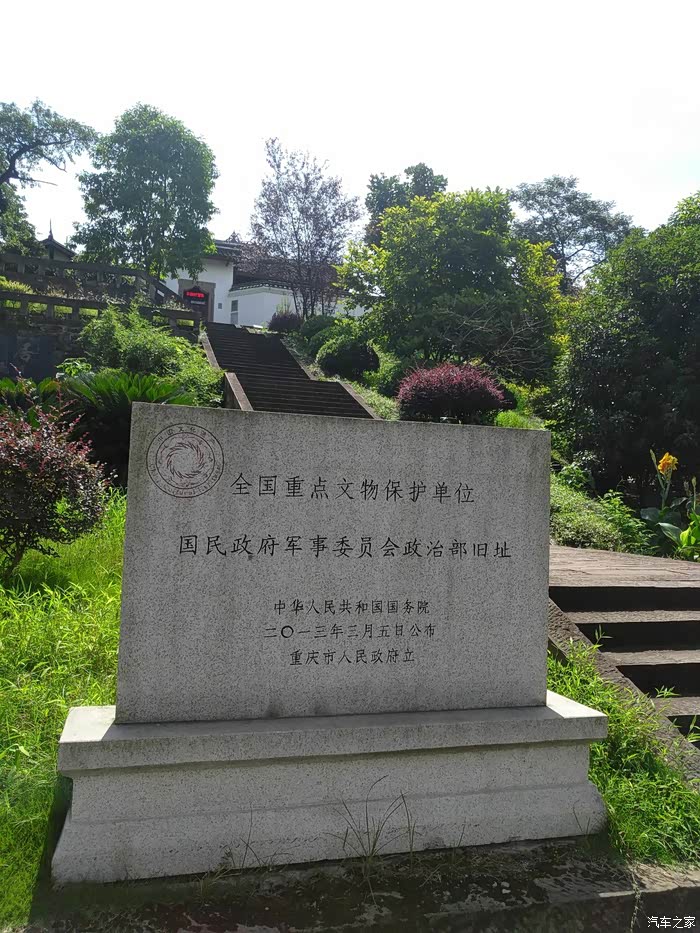 全国重点文物保护单位
国民政府军事委员会政治部旧址
中华人民共和国国务院
二〇一三年三月五日公布
重庆市人民政府立
汽车之家